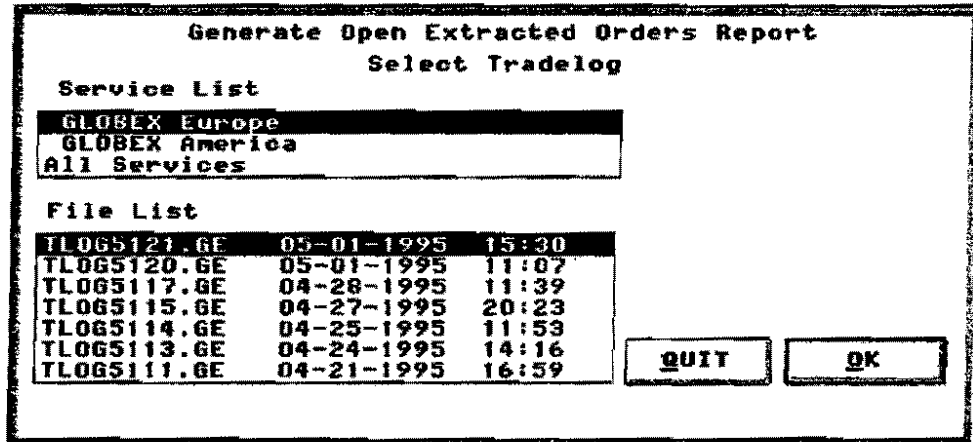 Generate Open Extracted Orders Report
Select Tradelog
Service List
GLOBEX Europe
GLOBEX America
All Services
File List
TLOG5121.GE 05-01-1995 15:30
TLOG5120.GE 05-01-1995 11:07
TLOG5117.GE 04-28-1995 11:39
TLOG5115.GE 04-27-1995 20:23
TLOG5114.GE 04-25-1995 11:53
TLOG5113.GE 04-24-1995 14:16
TLOG5111.GE 04-21-1995 16:59
QUIT OK